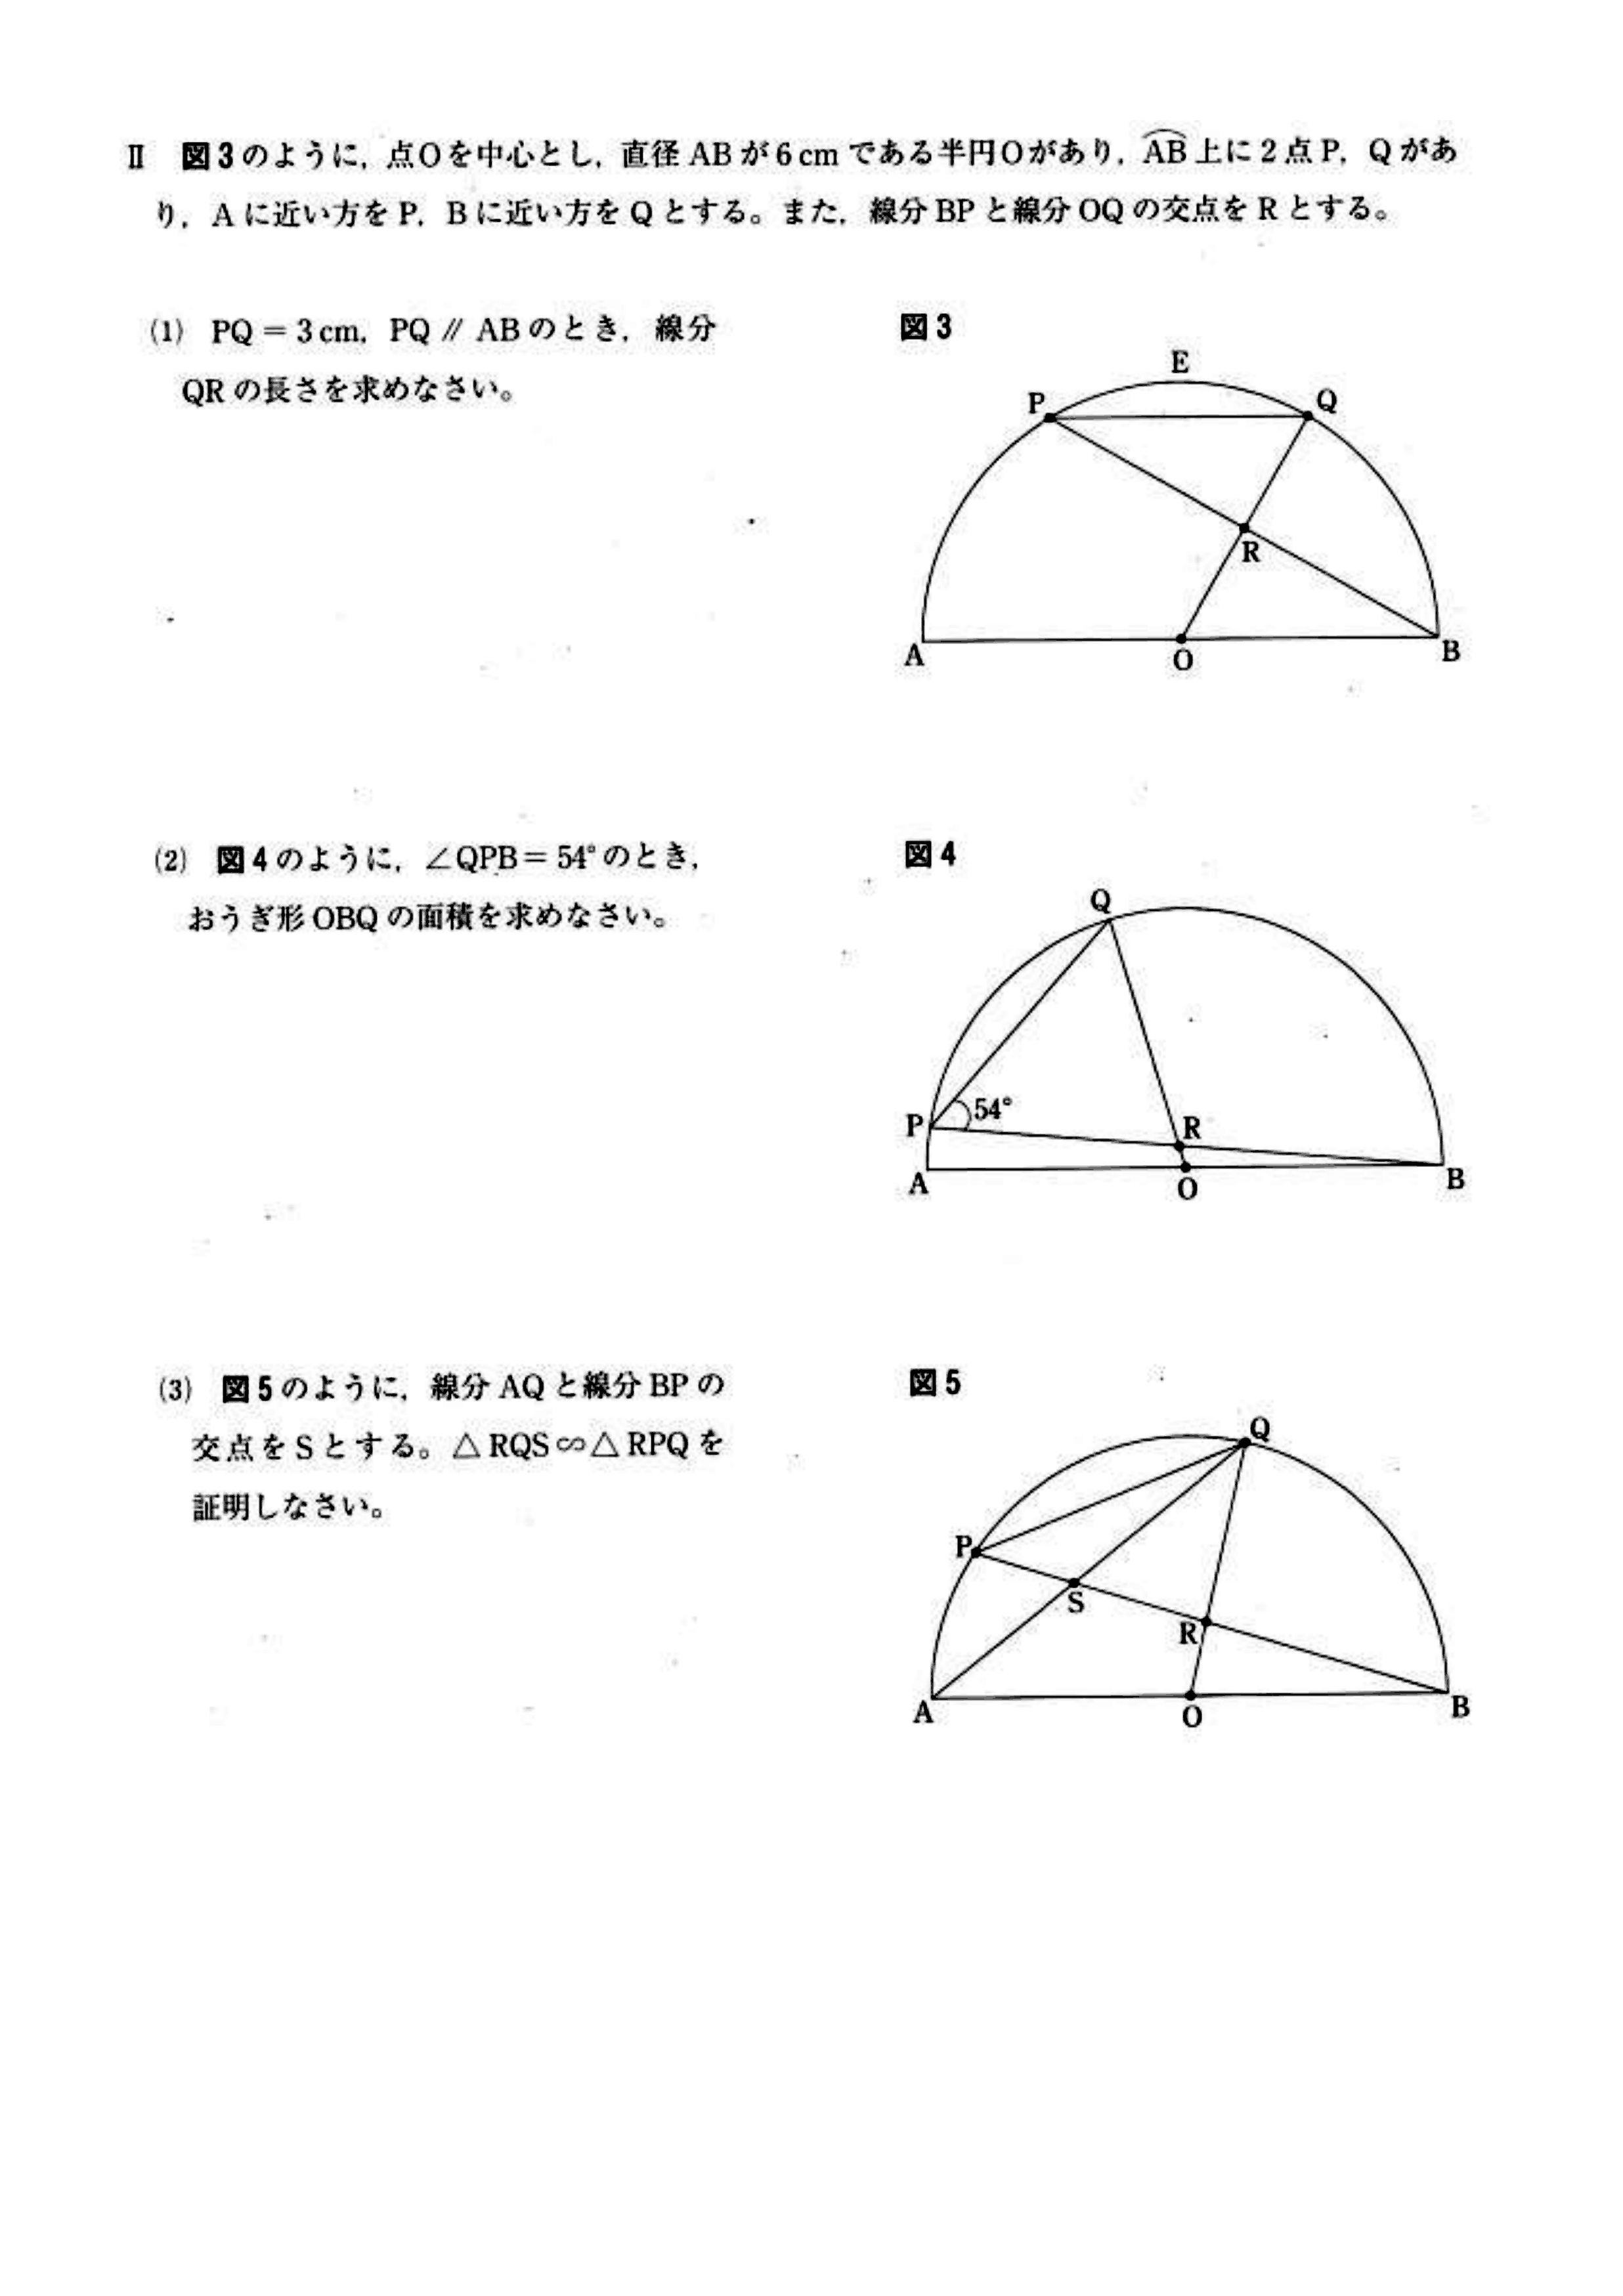 Ⅱ 図3のように，点Oを中心とし，直径ABが6cmである半円Oがあり，AB上に2点P，Qがあ
り，Aに近い方をP，Bに近い方をQとする。また，線分BPと線分OQの交点をRとする。
(1) PQ＝3cm，PQ∥ABのとき，線分
QRの長さを求めなさい。
図3
E
P
Q
R
A
O
B
(2) 図4のように，∠QPB＝54°のとき，
おうぎ形OBQの面積を求めなさい。
図4
Q
P
54°
R
A
O
B
(3) 図5のように，線分AQと線分BPの
交点をSとする。△RQS∽△RPQを
証明しなさい。
図5
Q
P
S
R
A
O
B